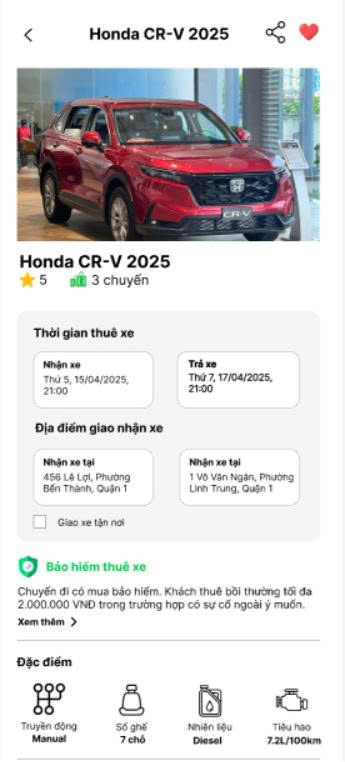 Honda CR-V 2025
CR-V
Honda CR-V 2025
5 3 chuyến
Thời gian thuê xe
Nhận xe
Thứ 5, 15/04/2025,
21:00
Trả xe
Thứ 7, 17/04/2025,
21:00
Địa điểm giao nhận xe
Nhận xe tại
456 Lê Lợi, Phường
Bến Thành, Quận 1
Nhận xe tại
1 Võ Văn Ngân, Phường
Linh Trung, Quận 1
Giao xe tận nơi
Bảo hiểm thuê xe
Chuyến đi có mua bảo hiểm. Khách thuê bồi thường tối đa
2.000.000 VNĐ trong trường hợp có sự cố ngoài ý muốn.
Xem thêm >
Đặc điểm
Truyền động
Manual
Số ghế
7 chỗ
Nhiên liệu
Diesel
Tiêu hao
7.2L/100km